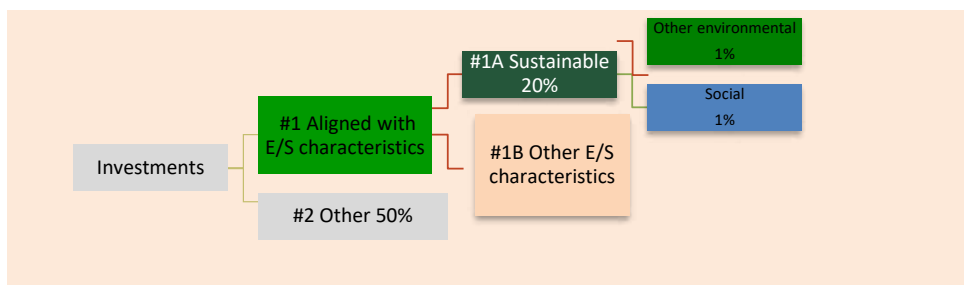 Investments
#1 Aligned with
E/S characteristics
#2 Other 50%
#1A Sustainable
20%
#1B Other E/S
characteristics
Other environmental
1%
Social
1%